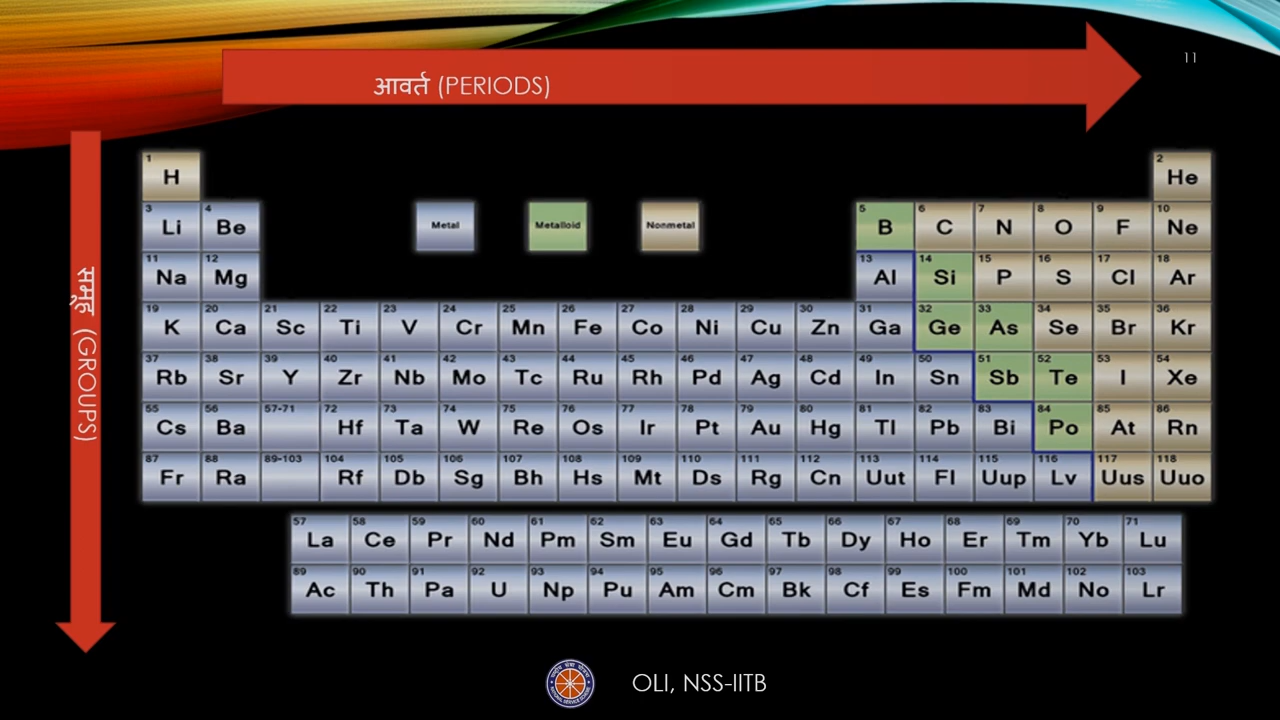 11
आवर्त (PERIODS)
समूह (GROUPS)
1 H 2 He
3 Li 4 Be Metal Metalloid Nonmetal 5 B 6 C 7 N 8 O 9 F 10 Ne
11 Na 12 Mg 13 Al 14 Si 15 P 16 S 17 Cl 18 Ar
19 K 20 Ca 21 Sc 22 Ti 23 V 24 Cr 25 Mn 26 Fe 27 Co 28 Ni 29 Cu 30 Zn 31 Ga 32 Ge 33 As 34 Se 35 Br 36 Kr
37 Rb 38 Sr 39 Y 40 Zr 41 Nb 42 Mo 43 Tc 44 Ru 45 Rh 46 Pd 47 Ag 48 Cd 49 In 50 Sn 51 Sb 52 Te 53 I 54 Xe
55 Cs 56 Ba 57-71 72 Hf 73 Ta 74 W 75 Re 76 Os 77 Ir 78 Pt 79 Au 80 Hg 81 Tl 82 Pb 83 Bi 84 Po 85 At 86 Rn
87 Fr 88 Ra 89-103 104 Rf 105 Db 106 Sg 107 Bh 108 Hs 109 Mt 110 Ds 111 Rg 112 Cn 113 Uut 114 Fl 115 Uup 116 Lv 117 Uus 118 Uuo
57 La 58 Ce 59 Pr 60 Nd 61 Pm 62 Sm 63 Eu 64 Gd 65 Tb 66 Dy 67 Ho 68 Er 69 Tm 70 Yb 71 Lu
89 Ac 90 Th 91 Pa 92 U 93 Np 94 Pu 95 Am 96 Cm 97 Bk 98 Cf 99 Es 100 Fm 101 Md 102 No 103 Lr
OLI, NSS-IITB